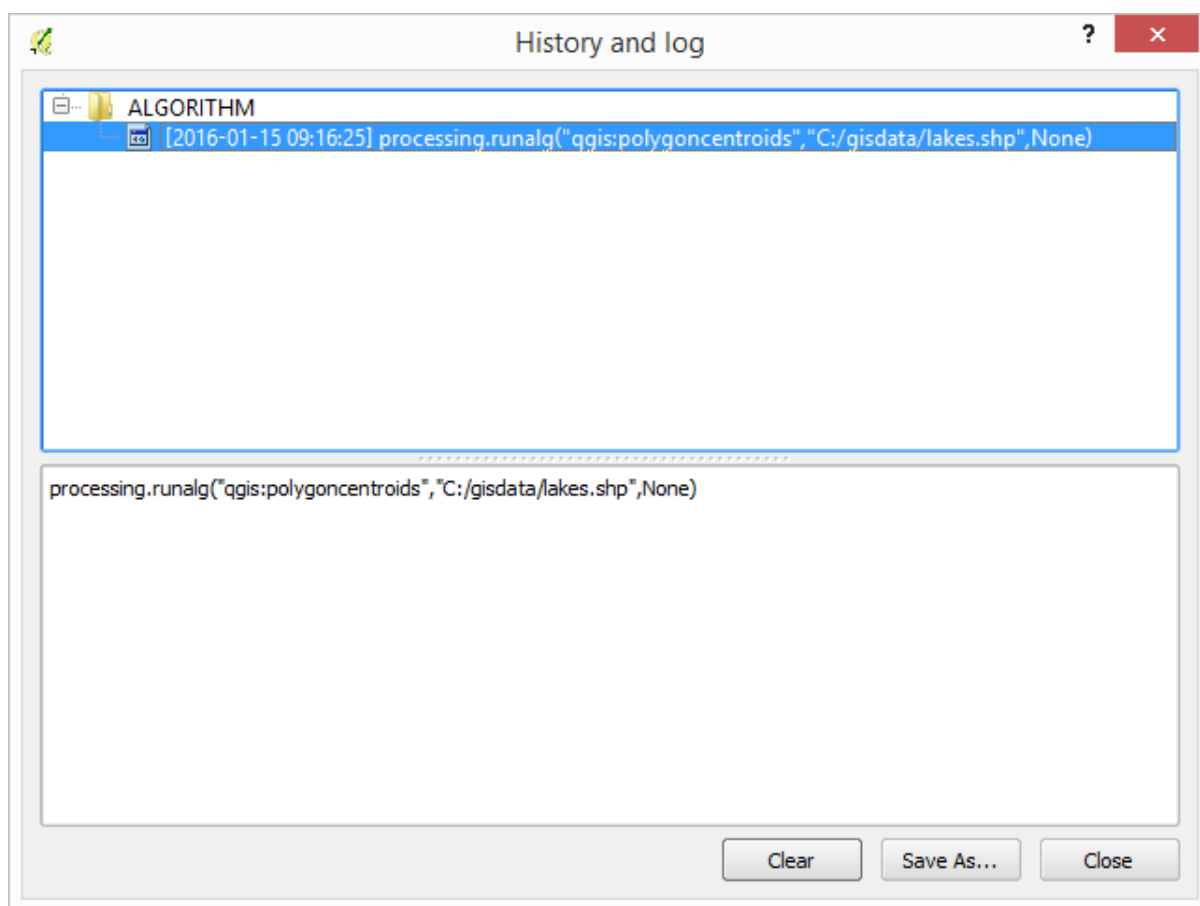 History and log
?
ALGORITHM
[2016-01-15 09:16:25] processing.runalg("qgis:polygoncentroids","C:/gisdata/lakes.shp",None)
processing.runalg("qgis:polygoncentroids","C:/gisdata/lakes.shp",None)
Clear Save As... Close